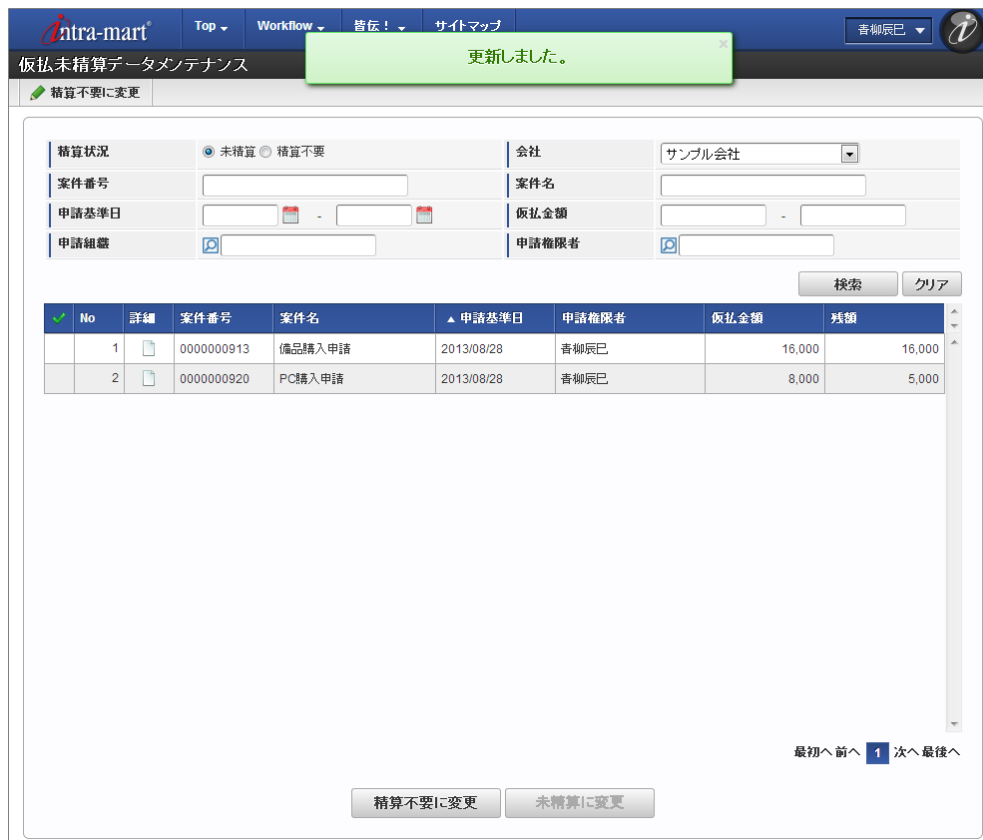 intra-mart® Top Workflow 皆伝! サイトマップ 青柳辰巳
更新しました。 ×
仮払未精算データメンテナンス
精算不要に変更
精算状況 未精算 精算不要 会社 サンプル会社
案件番号 案件名
申請基準日 - 仮払金額 -
申請組織 申請権限者
検索 クリア
No 詳細 案件番号 案件名 ▲ 申請基準日 申請権限者 仮払金額 残額
1 0000000913 備品購入申請 2013/08/28 青柳辰巳 16,000 16,000
2 0000000920 PC購入申請 2013/08/28 青柳辰巳 8,000 5,000
最初へ 前へ 1 次へ 最後へ
精算不要に変更 未精算に変更